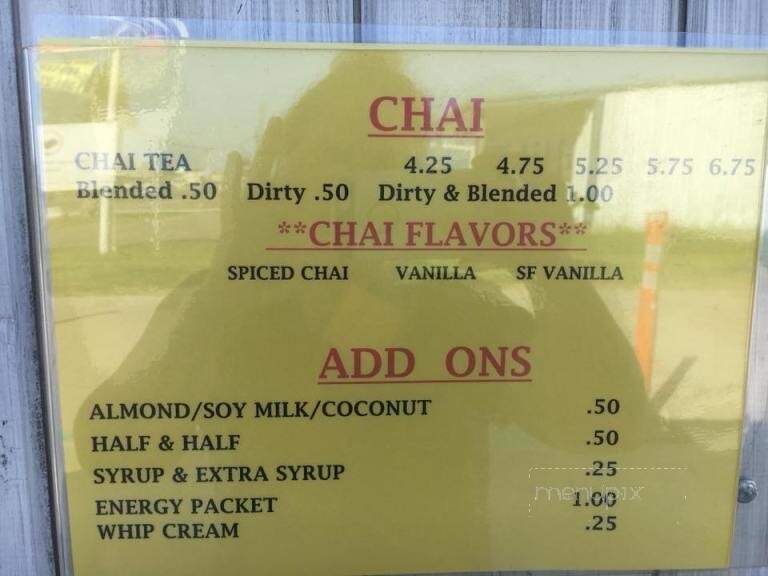 CHAI
CHAI TEA 4.25 4.75 5.25 5.75 6.75
Blended .50 Dirty .50 Dirty & Blended 1.00
**CHAI FLAVORS**
SPICED CHAI VANILLA SF VANILLA
ADD ONS
ALMOND/SOY MILK/COCONUT .50
HALF & HALF .50
SYRUP & EXTRA SYRUP .25
menupix
ENERGY PACKET 1.00
WHIP CREAM .25